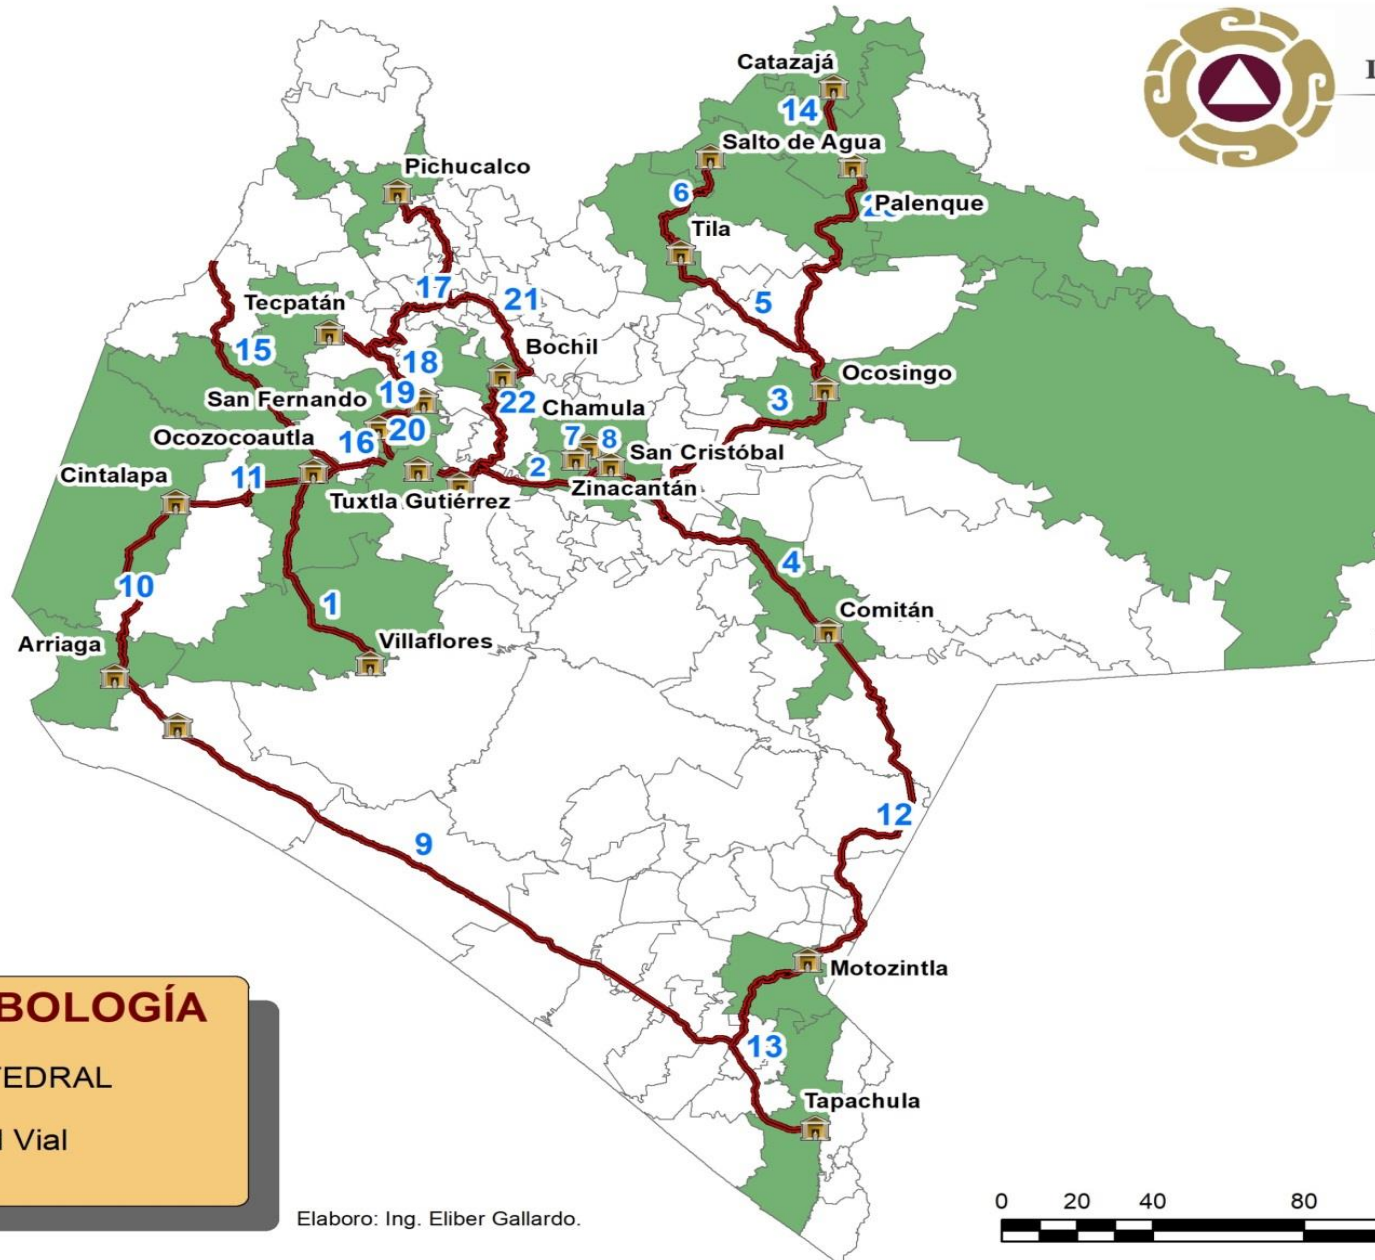 Catazajá
14
Salto de Agua
Pichucalco
6
Palenque
Tila
17
21
5
Tecpatán
15
18
Bochil
Ocosingo
San Fernando
19
22
Chamula
3
Ocozocoautla
16
20
7
8
San Cristóbal
Cintalapa
11
2
Zinacantán
Tuxtla Gutiérrez
4
10
1
Comitán
Arriaga
Villaflores
12
9
Motozintla
BOLOGÍA
13
TEDRAL
Tapachula
Vial
0 20 40 80
Elaboro: Ing. Eliber Gallardo.